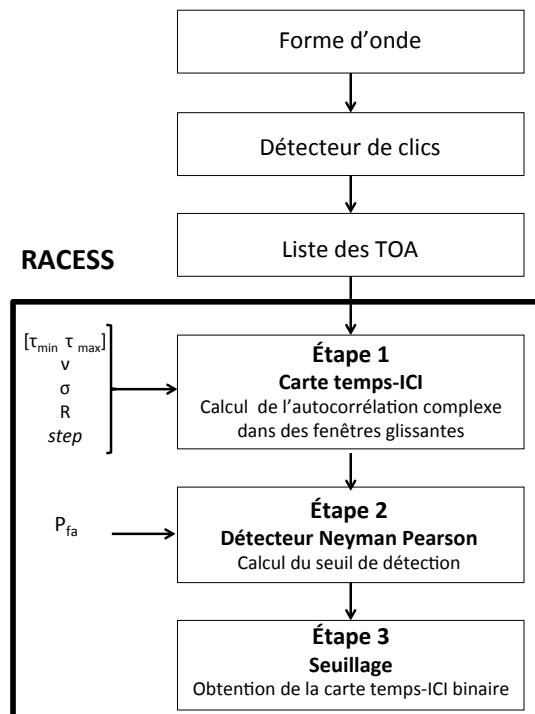 Forme d'onde
Détecteur de clics
Liste des TOA
RACESS
[τmin τ max]
ν
σ
R
step
Étape 1
Carte temps-ICI
Calcul de l'autocorrélation complexe
dans des fenêtres glissantes
Pfa
Étape 2
Détecteur Neyman Pearson
Calcul du seuil de détection
Étape 3
Seuillage
Obtention de la carte temps-ICI binaire